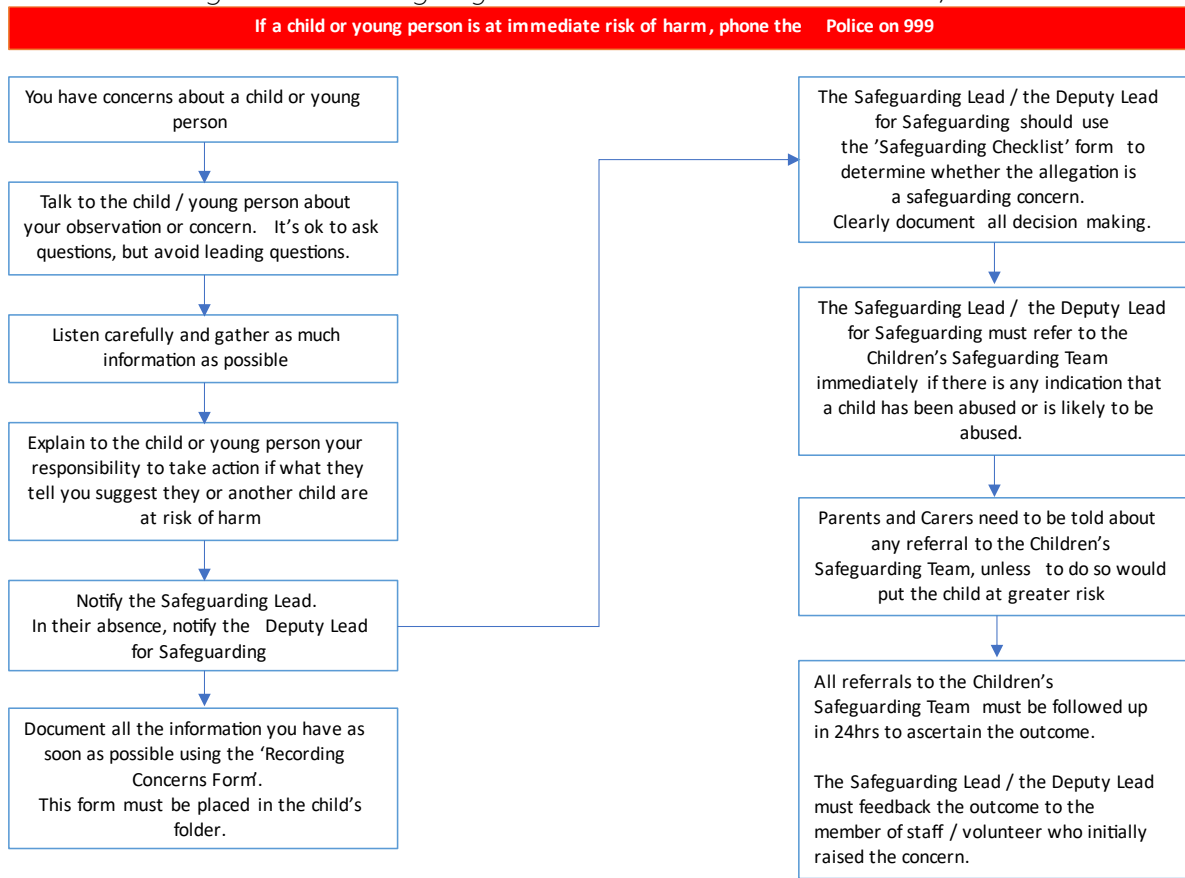 If a child or young person is at immediate risk of harm, phone the Police on 999
You have concerns about a child or young
person
Talk to the child / young person about
your observation or concern. It's ok to ask
questions, but avoid leading questions.
Listen carefully and gather as much
information as possible
Explain to the child or young person your
responsibility to take action if what they
tell you suggest they or another child are
at risk of harm
Notify the Safeguarding Lead.
In their absence, notify the Deputy Lead
for Safeguarding
Document all the information you have as
soon as possible using the ‘Recording
Concerns Form’.
This form must be placed in the child’s
folder.
The Safeguarding Lead / the Deputy Lead
for Safeguarding should use
the ’Safeguarding Checklist’ form to
determine whether the allegation is
a safeguarding concern.
Clearly document all decision making.
The Safeguarding Lead / the Deputy Lead
for Safeguarding must refer to the
Children’s Safeguarding Team
immediately if there is any indication that
a child has been abused or is likely to be
abused.
Parents and Carers need to be told about
any referral to the Children’s
Safeguarding Team, unless to do so would
put the child at greater risk
All referrals to the Children’s
Safeguarding Team must be followed up
in 24hrs to ascertain the outcome.
The Safeguarding Lead / the Deputy Lead
must feedback the outcome to the
member of staff / volunteer who initially
raised the concern.